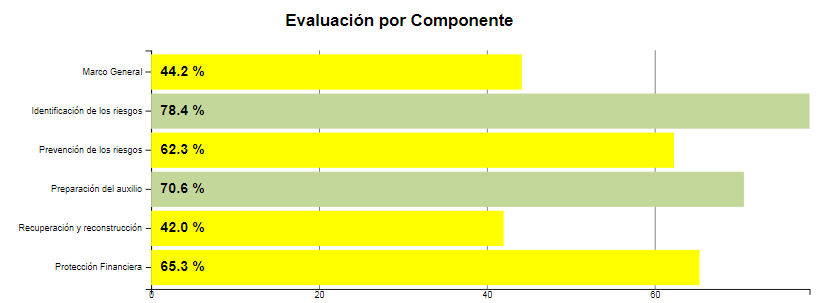 Evaluación por Componente
Marco General 44.2 %
Identificación de los riesgos 78.4 %
Prevención de los riesgos 62.3 %
Preparación del auxilio 70.6 %
Recuperación y reconstrucción 42.0 %
Protección Financiera 65.3 %
0 20 40 60